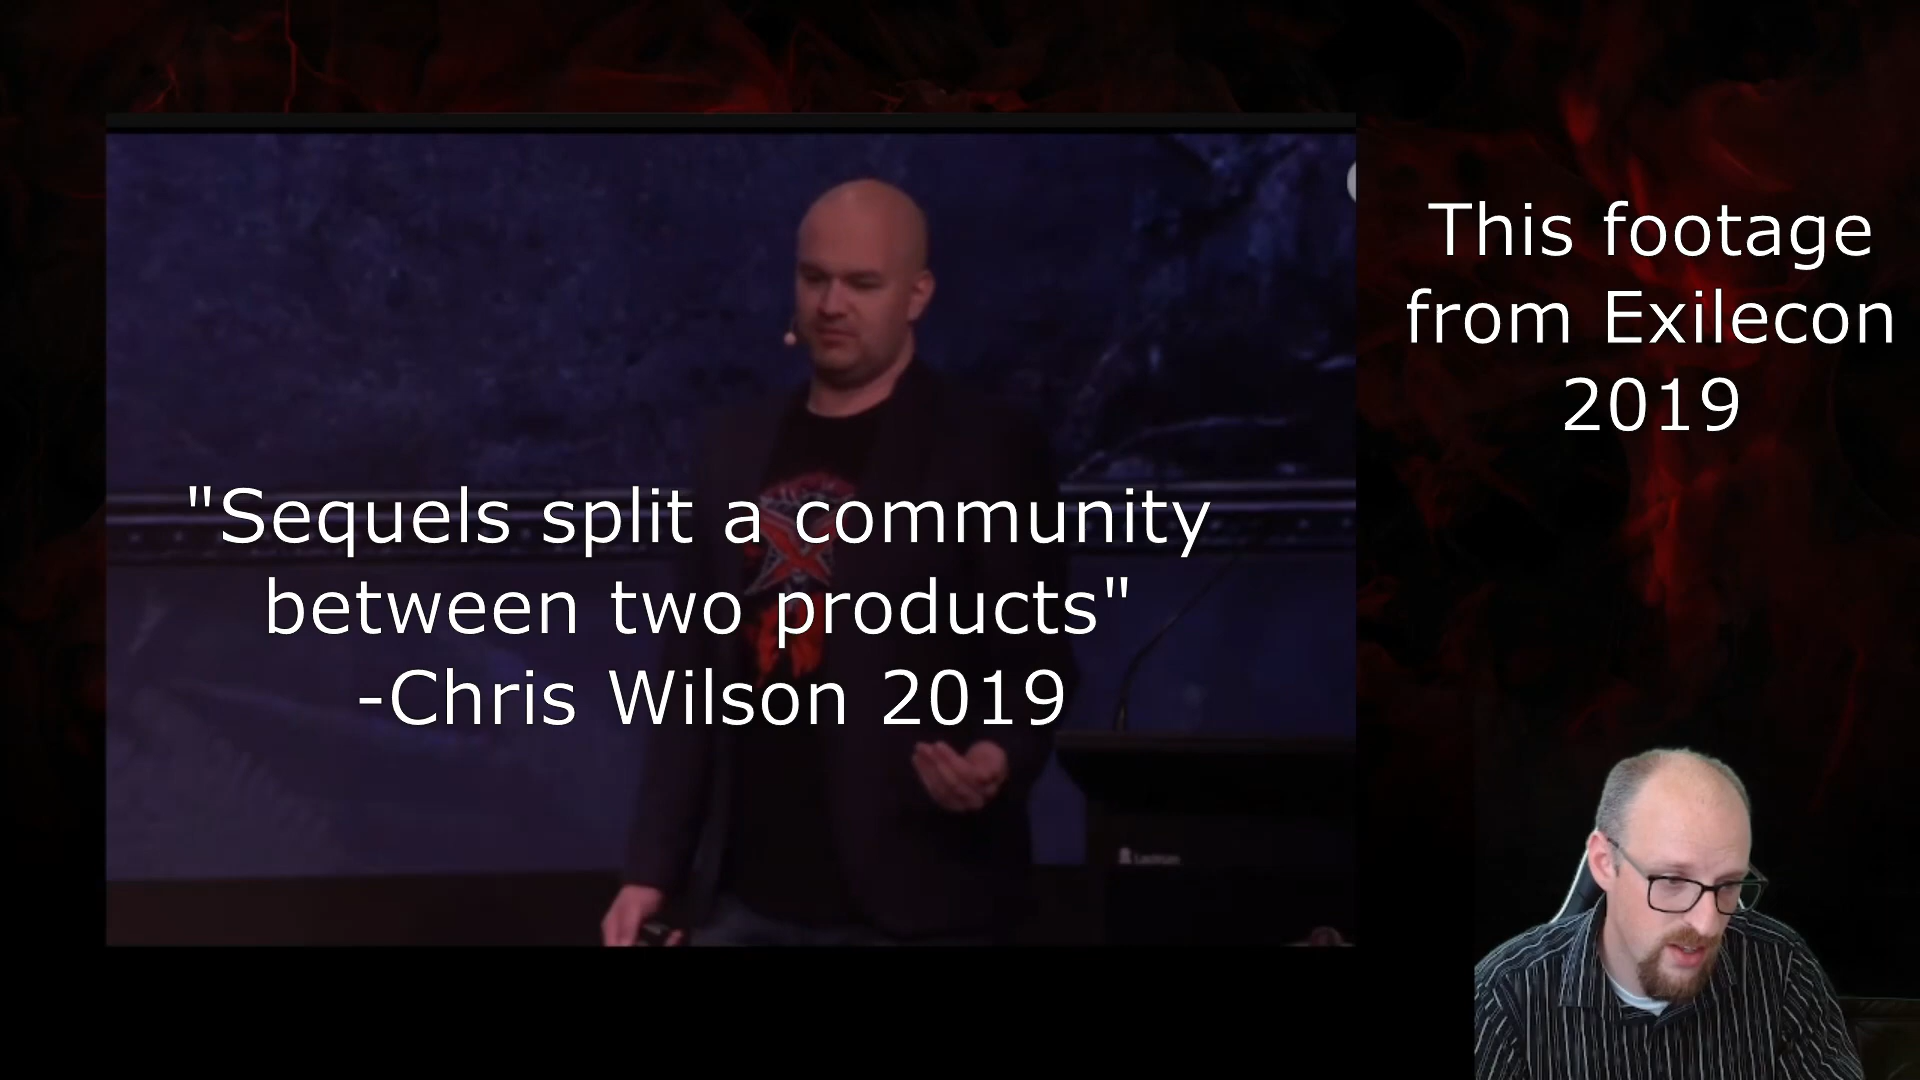 This footage
from Exilecon
2019
"Sequels split a community
between two products"
-Chris Wilson 2019